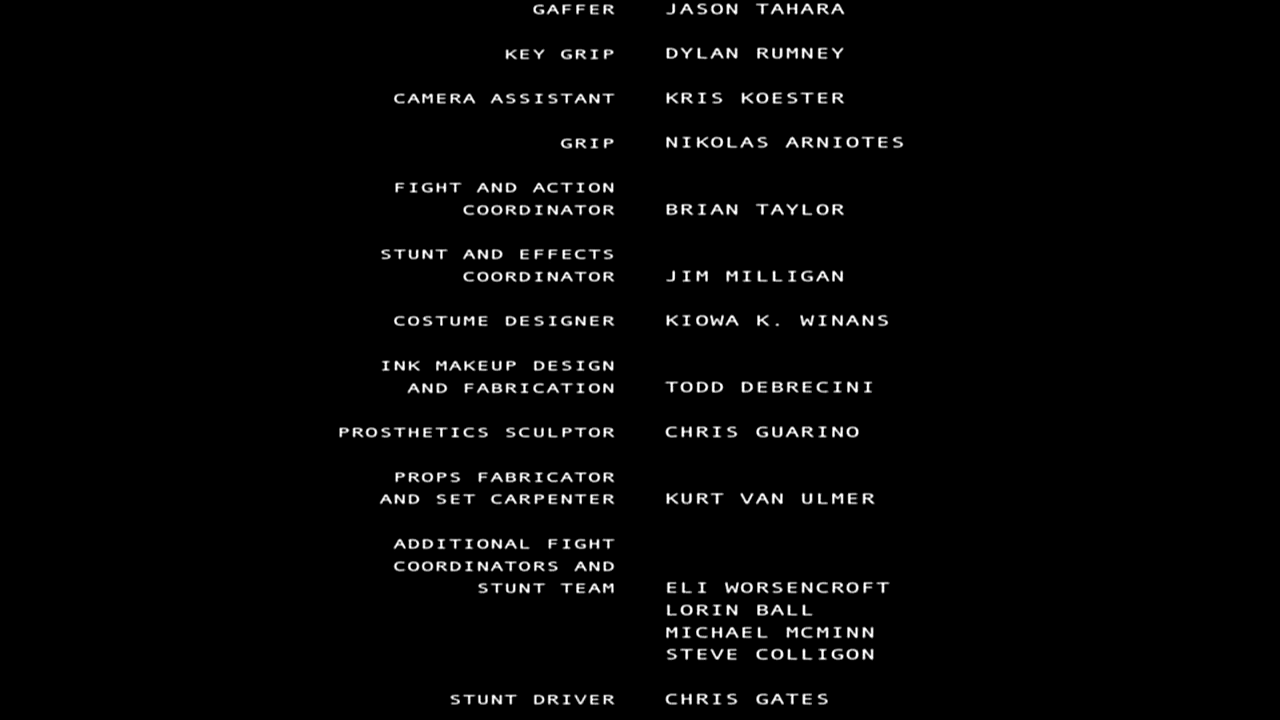 GAFFER JASON TAHARA
KEY GRIP DYLAN RUMNEY
CAMERA ASSISTANT KRIS KOESTER
GRIP NIKOLAS ARNIOTES
FIGHT AND ACTION
COORDINATOR BRIAN TAYLOR
STUNT AND EFFECTS
COORDINATOR JIM MILLIGAN
COSTUME DESIGNER KIOWA K. WINANS
INK MAKEUP DESIGN
AND FABRICATION TODD DEBRECINI
PROSTHETICS SCULPTOR CHRIS GUARINO
PROPS FABRICATOR
AND SET CARPENTER KURT VAN ULMER
ADDITIONAL FIGHT
COORDINATORS AND
STUNT TEAM ELI WORSENCROFT
LORIN BALL
MICHAEL MCMINN
STEVE COLLIGON
STUNT DRIVER CHRIS GATES